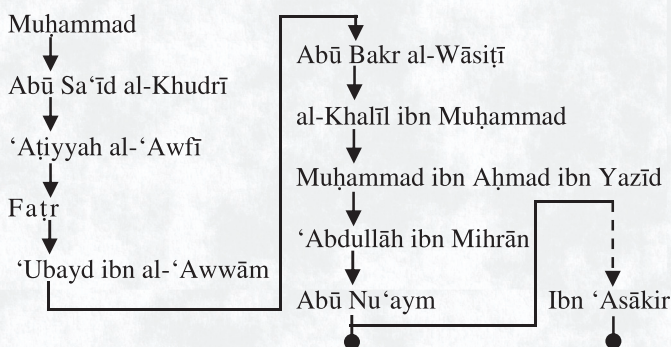 Muḥammad
Abū Sa‘īd al-Khudrī
‘Aṭiyyah al-‘Awfī
Faṭr
‘Ubayd ibn al-‘Awwām
Abū Bakr al-Wāsiṭī
al-Khalīl ibn Muḥammad
Muḥammad ibn Aḥmad ibn Yazīd
‘Abdullāh ibn Mihrān
Abū Nu‘aym
Ibn ‘Asākir